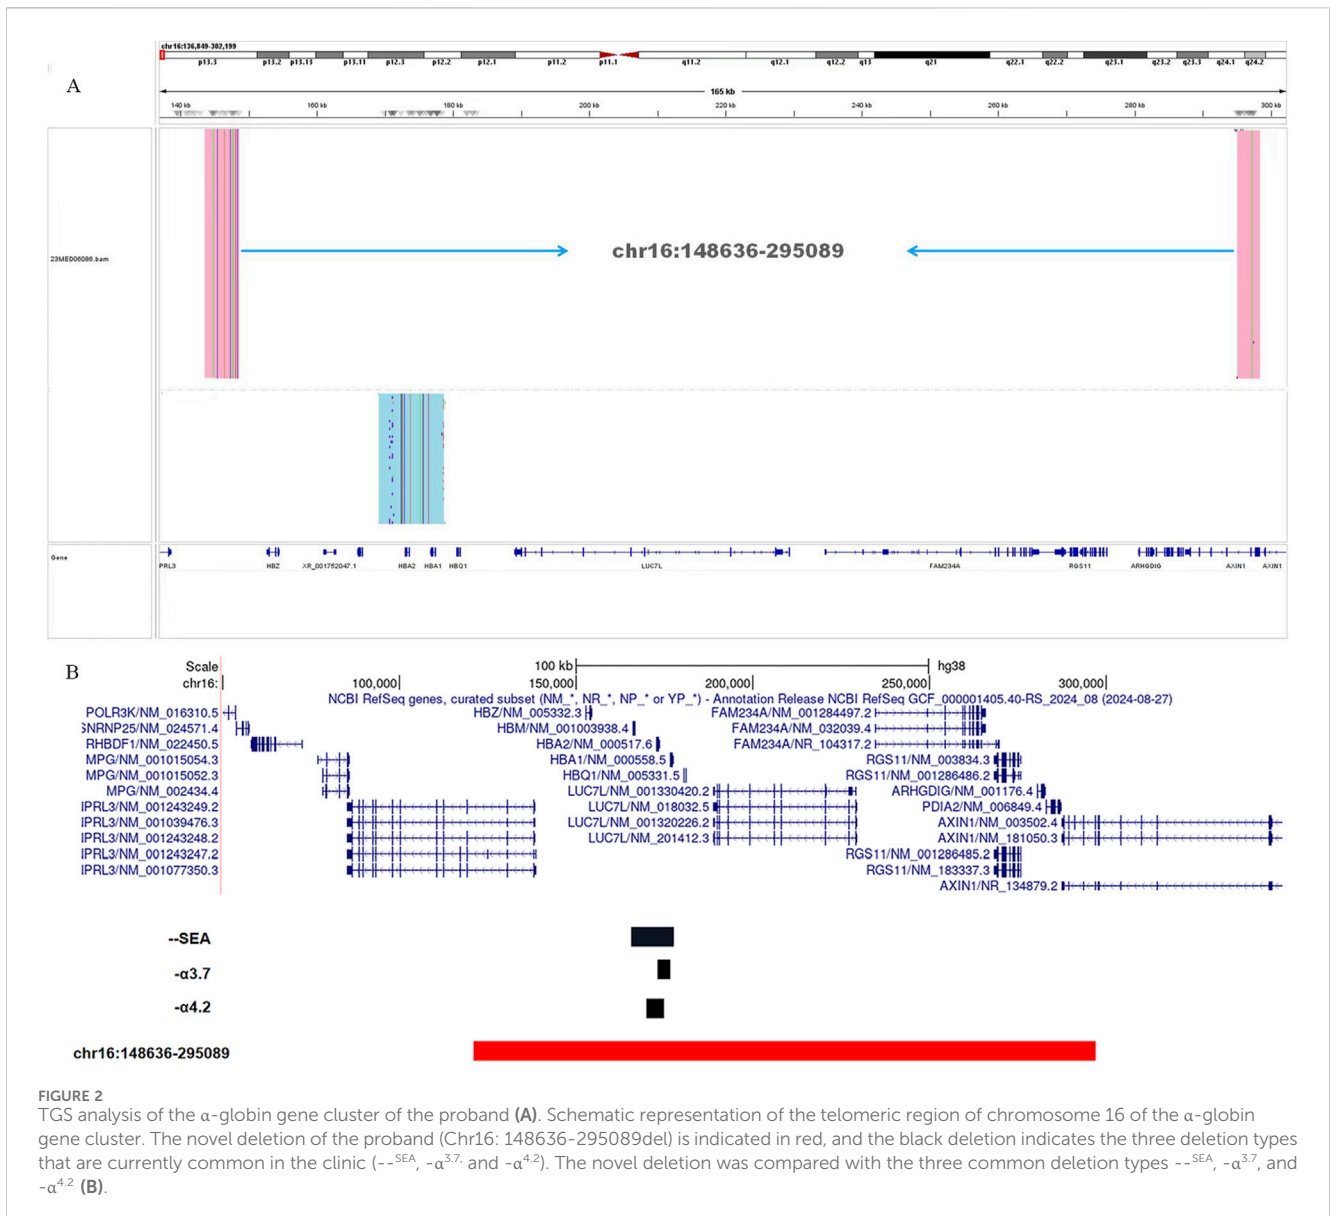 chr16:136,849-302,199
p13.3 p13.2 p13.13 p13.11 p12.3 p12.2 p12.1 p11.2 p11.1 q11.2 q12.1 q12.2 q13 q21 q22.1 q22.2 q23.1 q23.2 q23.3 q24.1 q24.2
A
165 kb
140 kb 160 kb 180 kb 200 kb 220 kb 240 kb 260 kb 280 kb 300 kb
chr16:148636-295089
23MED06086.bam
Gene
PRL3 HBZ XR_001752047.1 HBA2 HBA1 HBQ1 LUC7L FAM234A RGS11 ARHGDIG AXIN1 AXIN1
B
Scale 100 kb hg38
chr16: 100,000 150,000 200,000 250,000 300,000
NCBI RefSeq genes, curated subset (NM_*, NR_*, NP_* or YP_*) - Annotation Release NCBI RefSeq GCF_000001405.40-RS_2024_08 (2024-08-27)
POLR3K/NM_016310.5 HBZ/NM_005332.3 FAM234A/NM_001284497.2
SNRNP25/NM_024571.4 HBM/NM_001003938.4 FAM234A/NM_032039.4
RHBDF1/NM_022450.5 HBA2/NM_000517.6 FAM234A/NR_104317.2
MPG/NM_001015054.3 HBA1/NM_000558.5 RGS11/NM_003834.3
MPG/NM_001015052.3 HBQ1/NM_005331.5 RGS11/NM_001286486.2
MPG/NM_002434.4 LUC7L/NM_001330420.2 ARHGDIG/NM_001176.4
IPRL3/NM_001243249.2 LUC7L/NM_018032.5 PDIA2/NM_006849.4
IPRL3/NM_001039476.3 LUC7L/NM_001320226.2 AXIN1/NM_003502.4
IPRL3/NM_001243248.2 LUC7L/NM_201412.3 AXIN1/NM_181050.3
IPRL3/NM_001243247.2 RGS11/NM_001286485.2
IPRL3/NM_001077350.3 RGS11/NM_183337.3
AXIN1/NR_134879.2
--SEA
-α3.7
-α4.2
chr16:148636-295089
FIGURE 2
TGS analysis of the α-globin gene cluster of the proband (A). Schematic representation of the telomeric region of chromosome 16 of the α-globin
gene cluster. The novel deletion of the proband (Chr16: 148636-295089del) is indicated in red, and the black deletion indicates the three deletion types
that are currently common in the clinic (--SEA, -α3.7, and -α4.2). The novel deletion was compared with the three common deletion types --SEA, -α3.7, and
-α4.2 (B).